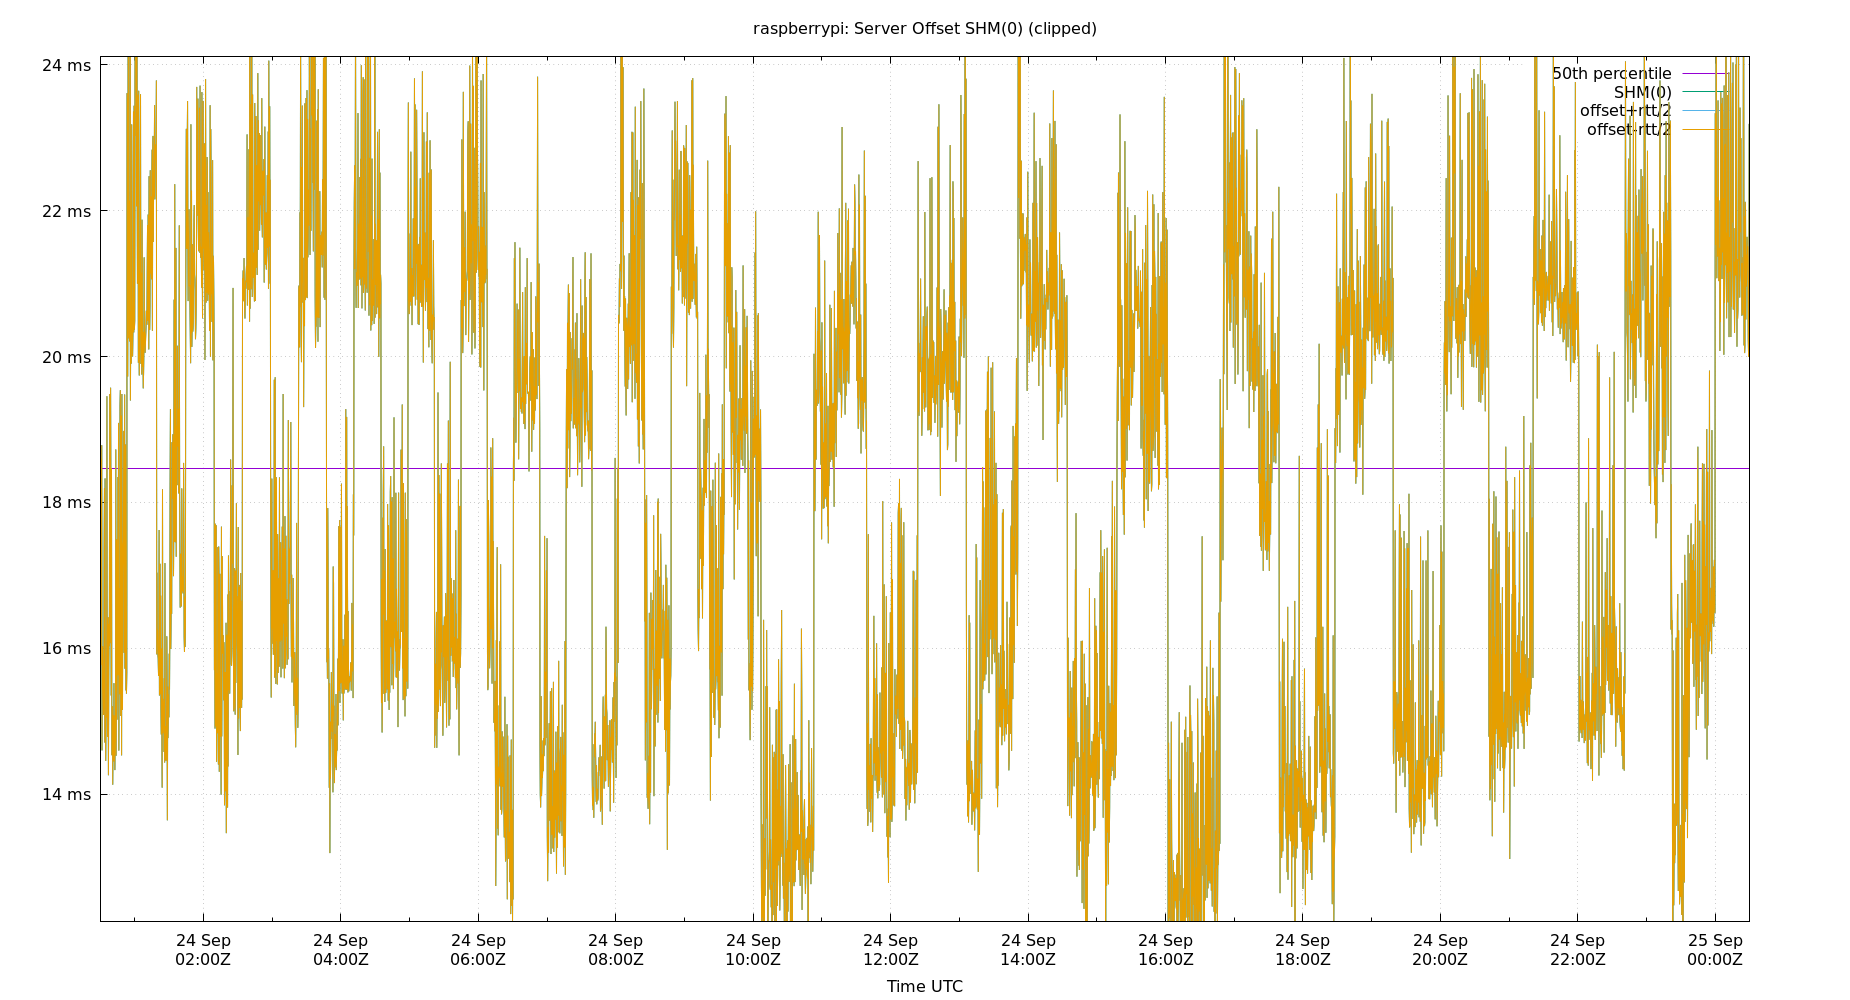 raspberrypi: Server Offset SHM(0) (clipped)
24 ms
22 ms
20 ms
18 ms
16 ms
14 ms
50th percentile
SHM(0)
offset+rtt/2
offset-rtt/2
24 Sep 24 Sep 24 Sep 24 Sep 24 Sep 24 Sep 24 Sep 24 Sep 24 Sep 24 Sep 24 Sep 25 Sep
02:00Z 04:00Z 06:00Z 08:00Z 10:00Z 12:00Z 14:00Z 16:00Z 18:00Z 20:00Z 22:00Z 00:00Z
Time UTC